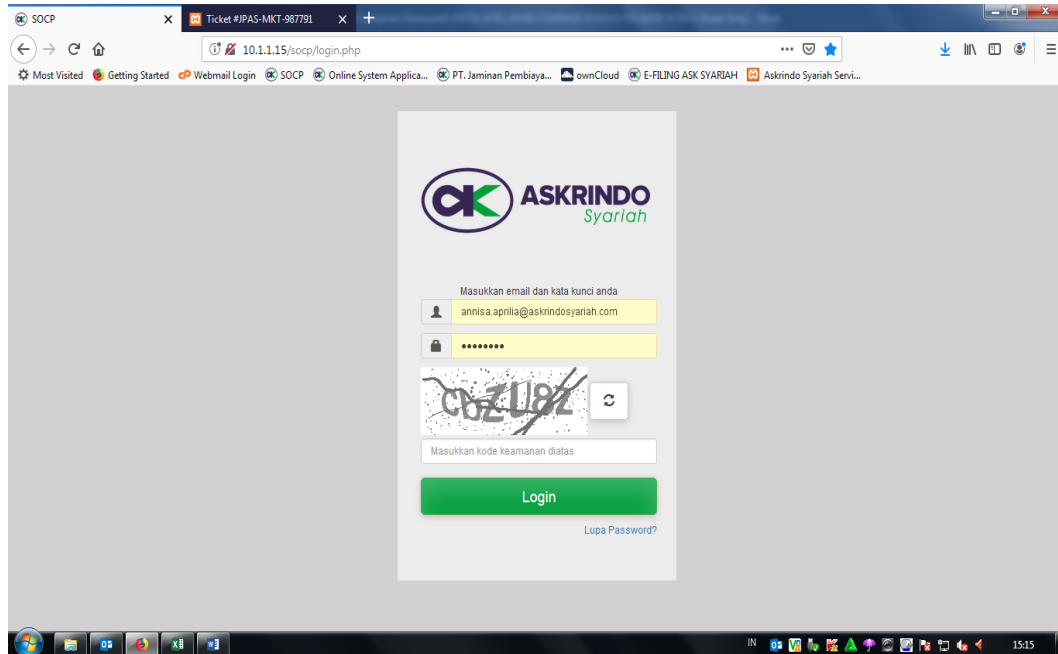 SOCP
Ticket #JPAS-MKT-987791
10.1.1.15/socp/login.php
Most Visited Getting Started Webmail Login SOCP Online System Applica... PT. Jaminan Pembiaya... ownCloud E-FILING ASK SYARIAH Askrindo Syariah Servi...
ASKRINDO
Syariah
Masukkan email dan kata kunci anda
annisa.aprilia@askrindosyariah.com
Masukkan kode keamanan diatas
Login
Lupa Password?
IN 15:15